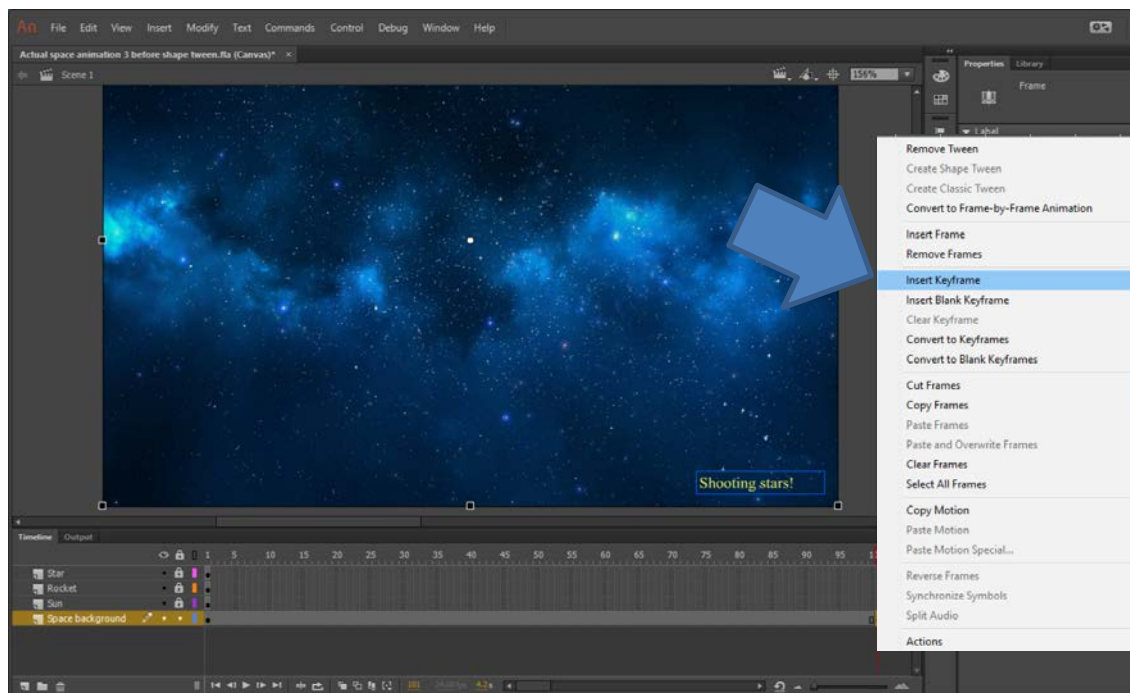 An File Edit View Insert Modify Text Commands Control Debug Window Help
Actual space animation 3 before shape tween.fla (Canvas)* ×
Scene 1
156%
Properties Library
Frame
Label
Remove Tween
Create Shape Tween
Create Classic Tween
Convert to Frame-by-Frame Animation
Insert Frame
Remove Frames
Insert Keyframe
Insert Blank Keyframe
Clear Keyframe
Convert to Keyframes
Convert to Blank Keyframes
Cut Frames
Copy Frames
Paste Frames
Paste and Overwrite Frames
Clear Frames
Select All Frames
Copy Motion
Paste Motion
Paste Motion Special...
Reverse Frames
Synchronize Symbols
Split Audio
Actions
Shooting stars!
Timeline Output
1 5 10 15 20 25 30 35 40 45 50 55 60 65 70 75 80 85 90 95
Star
Rocket
Sun
Space background
101 4.2 s